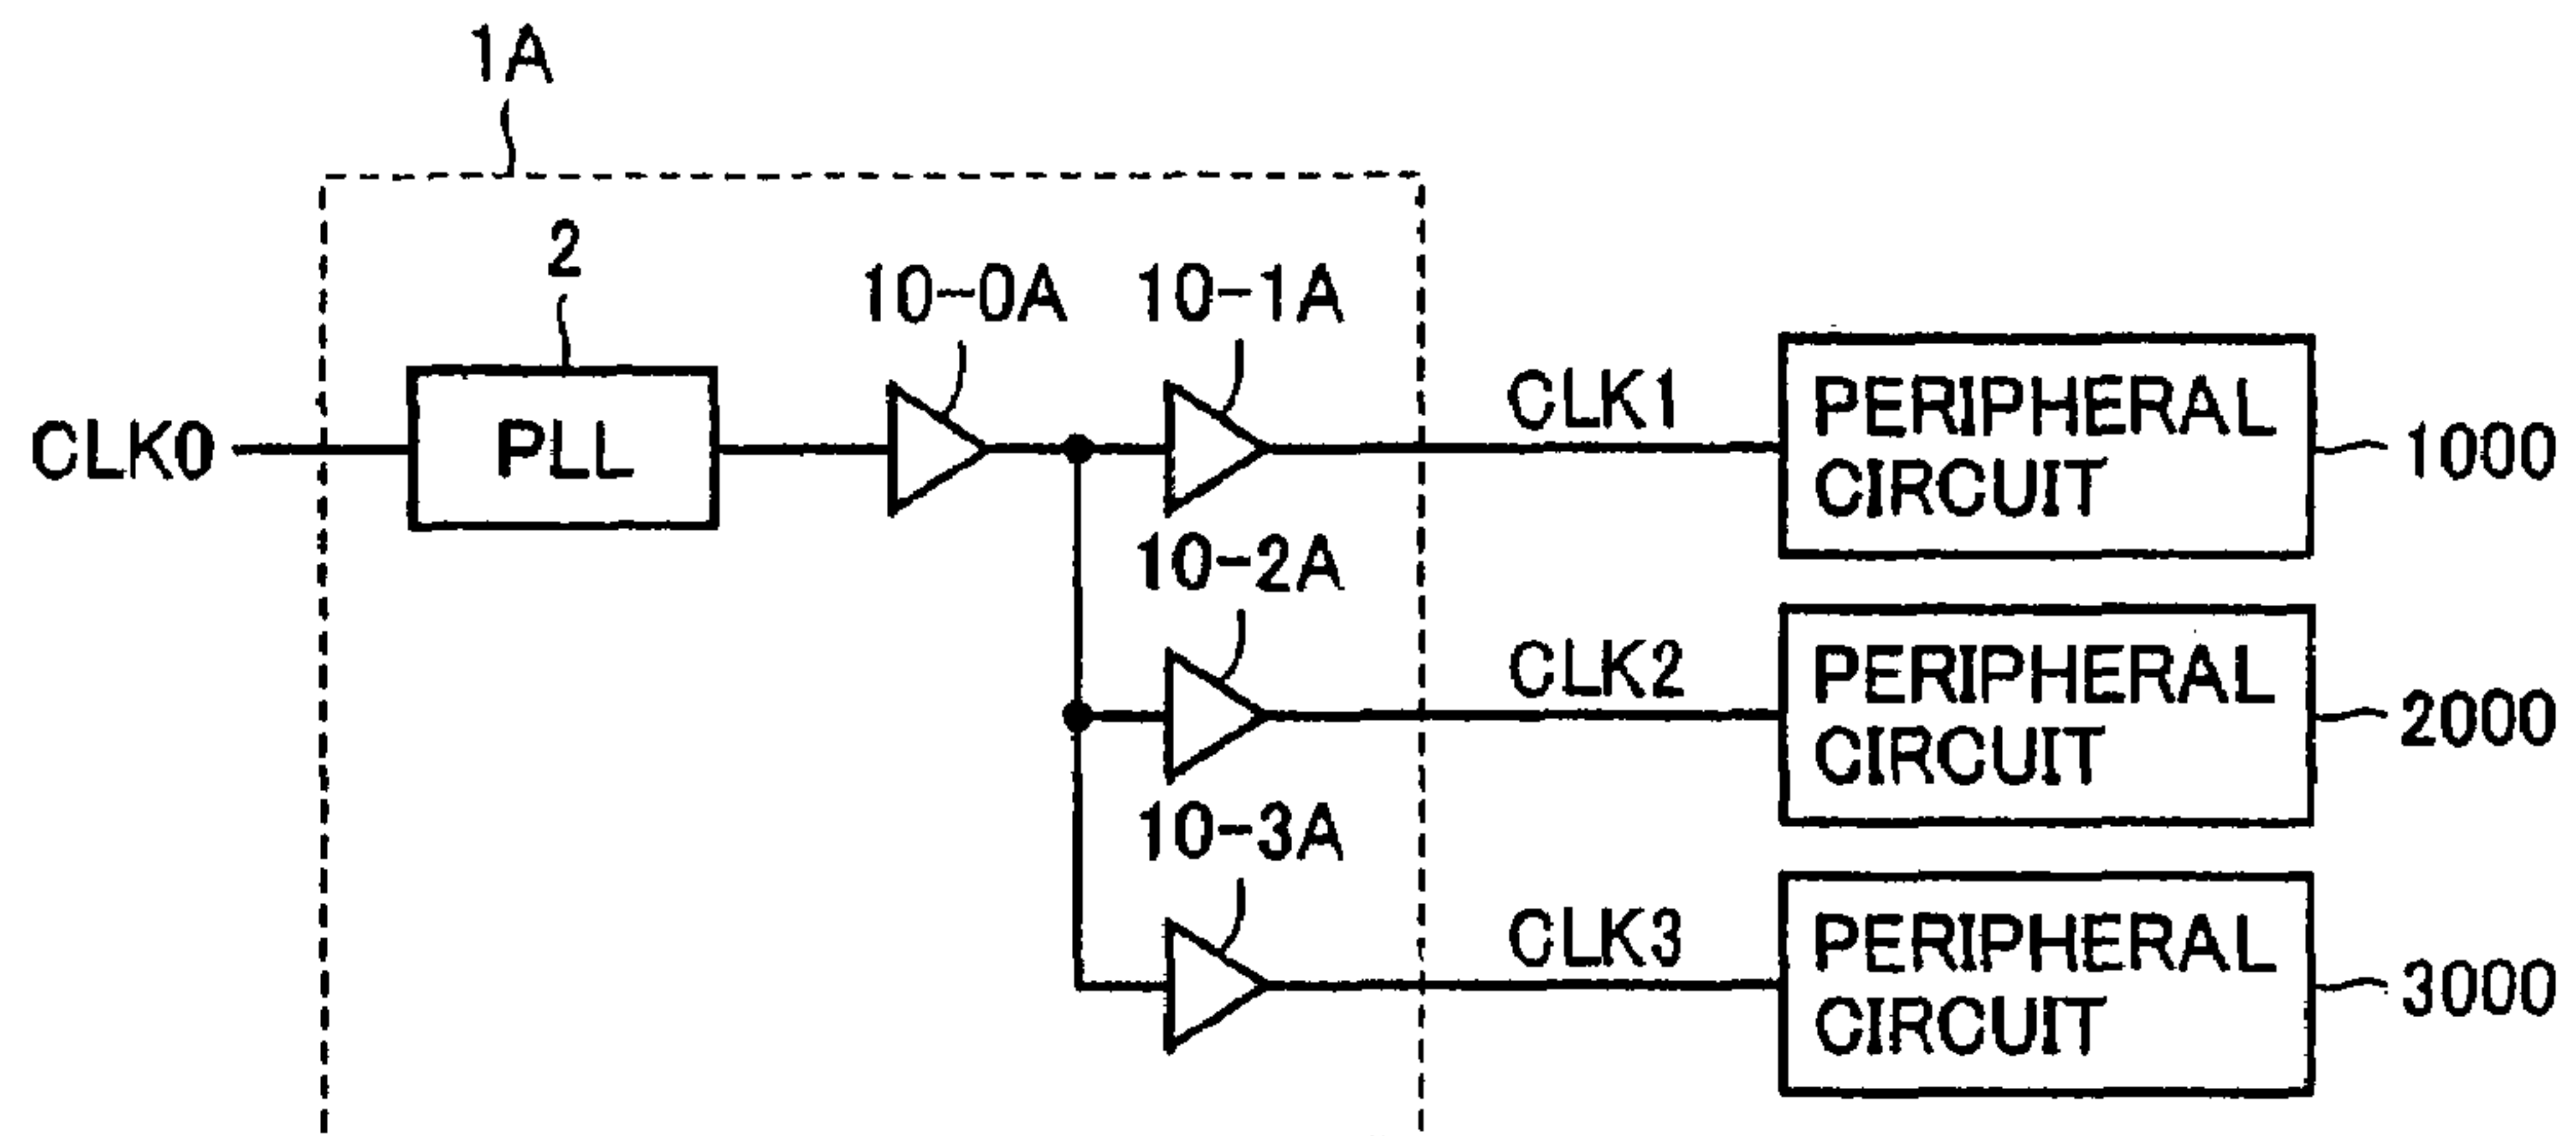 1A
2
10-0A
10-1A
CLK0
PLL
CLK1
PERIPHERAL
CIRCUIT
1000
10-2A
CLK2
PERIPHERAL
CIRCUIT
2000
10-3A
CLK3
PERIPHERAL
CIRCUIT
3000